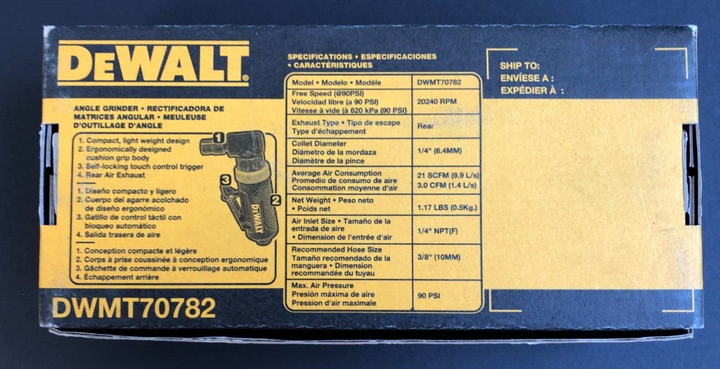 DEWALT®
ANGLE GRINDER • RECTIFICADORA DE
MATRICES ANGULAR • MEULEUSE
D'OUTILLAGE D'ANGLE
1. Compact, light weight design
2. Ergonomically designed
cushion grip body
3. Self-locking touch control trigger
4. Rear Air Exhaust
1. Diseño compacto y ligero
2. Cuerpo del agarre acolchado
de diseño ergonómico
3. Gatillo de control táctil con
bloqueo automático
4. Salida trasera de aire
1. Conception compacte et légère
2. Corps à prise coussinée à conception ergonomique
3. Gâchette de commande à verrouillage automatique
4. Échappement arrière
1
3
2
DEWALT
DWMT70782
SPECIFICATIONS • ESPECIFICACIONES
• CARACTÉRISTIQUES
Model • Modelo • Modèle DWMT70782
Free Speed (@90PSI)
Velocidad libre (a 90 PSI) 20240 RPM
Vitesse à vide (à 620 kPa (90 PSI)
Exhaust Type • Tipo de escape Rear
Type d'échappement
Collet Diameter
Diámetro de la mordaza 1/4" (6.4MM)
Diamètre de la pince
Average Air Consumption 21 SCFM (9.9 L/s)
Promedio de consumo de aire
Consommation moyenne d'air 3.0 CFM (1.4 L/s)
Net Weight • Peso neto 1.17 LBS (0.5Kg.)
• Poids net
Air Inlet Size • Tamaño de la
entrada de aire 1/4" NPT(F)
• Dimension de l'entrée d'air
Recommended Hose Size
Tamaño recomendado de la 3/8" (10MM)
manguera • Dimension
recommandée du tuyau
Max. Air Pressure
Presión máxima de aire 90 PSI
Pression d'air maximale
SHIP TO:
ENVÍESE A :
EXPÉDIER À :